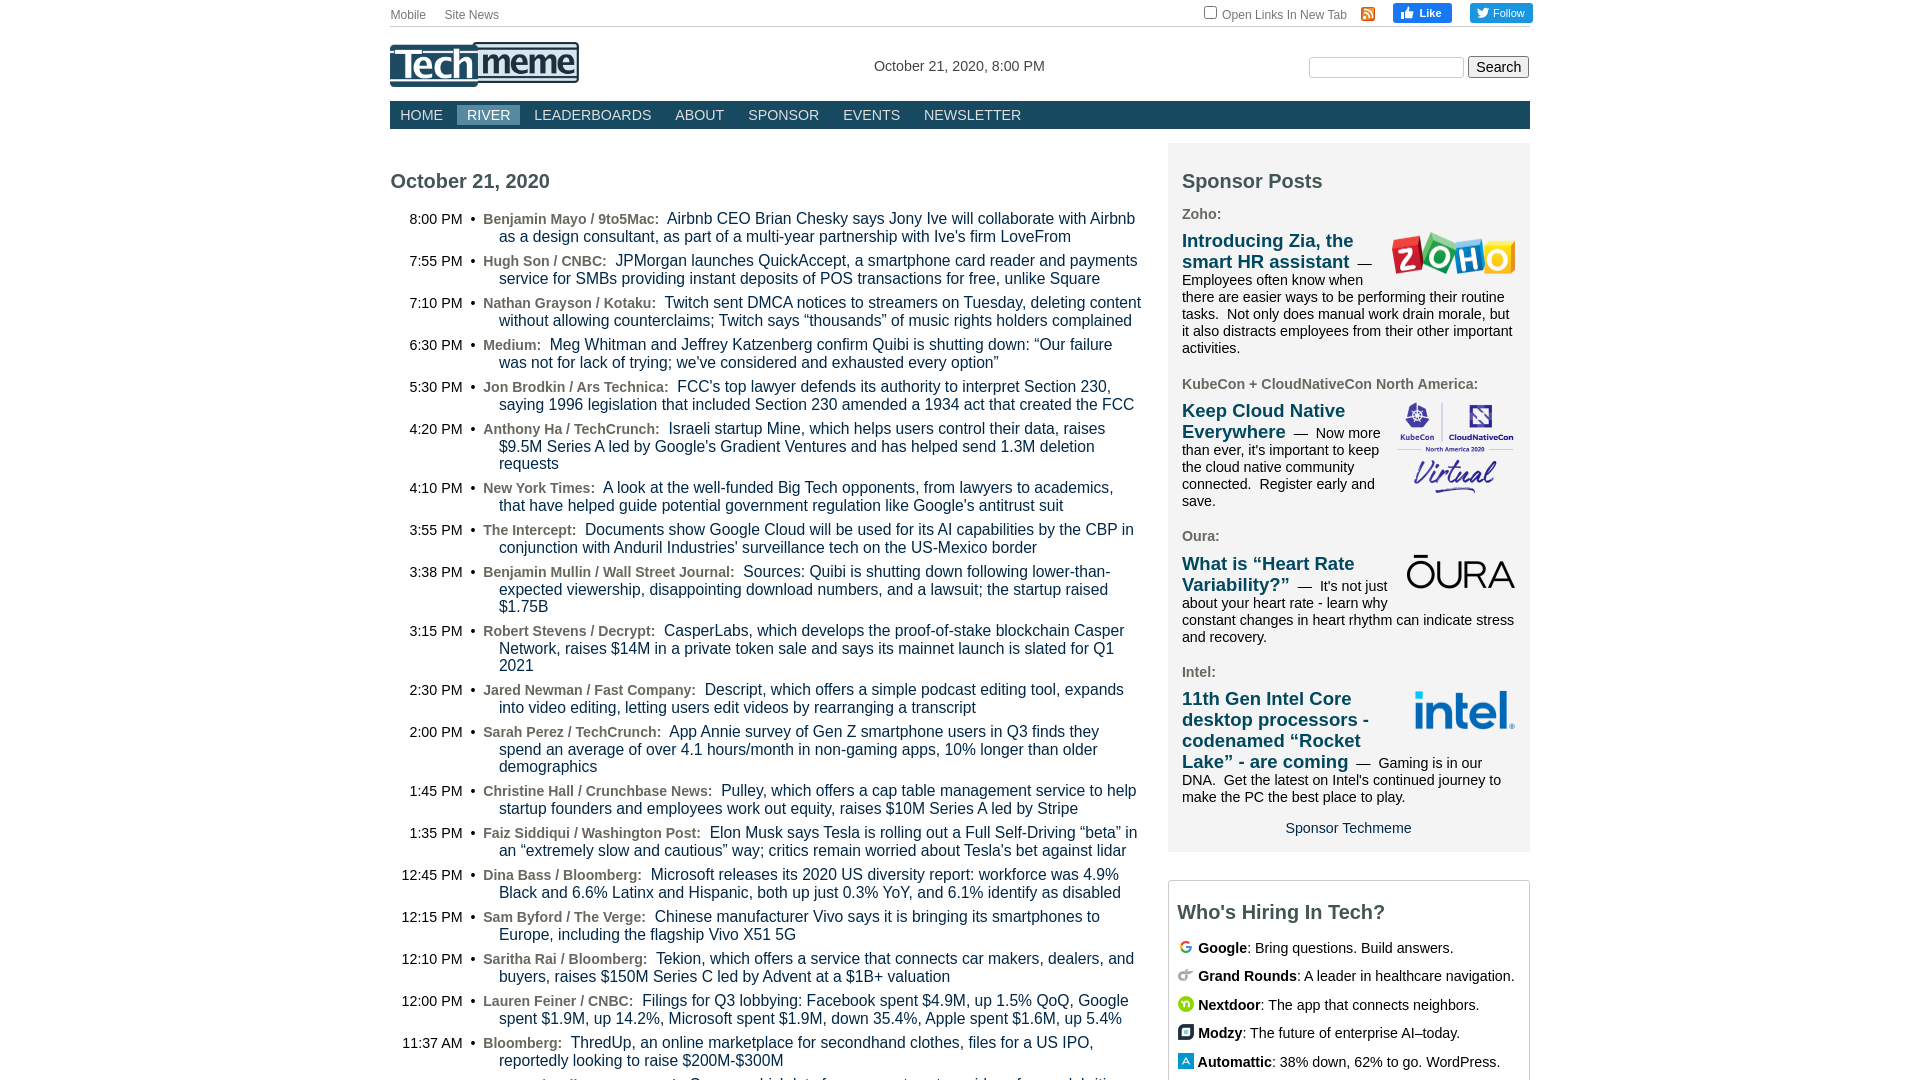 Mobile Site News Open Links In New Tab Like Follow
Techmeme October 21, 2020, 8:00 PM Search
HOME RIVER LEADERBOARDS ABOUT SPONSOR EVENTS NEWSLETTER
October 21, 2020
8:00 PM • Benjamin Mayo / 9to5Mac: Airbnb CEO Brian Chesky says Jony Ive will collaborate with Airbnb
as a design consultant, as part of a multi-year partnership with Ive's firm LoveFrom
7:55 PM • Hugh Son / CNBC: JPMorgan launches QuickAccept, a smartphone card reader and payments
service for SMBs providing instant deposits of POS transactions for free, unlike Square
7:10 PM • Nathan Grayson / Kotaku: Twitch sent DMCA notices to streamers on Tuesday, deleting content
without allowing counterclaims; Twitch says “thousands” of music rights holders complained
6:30 PM • Medium: Meg Whitman and Jeffrey Katzenberg confirm Quibi is shutting down: “Our failure
was not for lack of trying; we've considered and exhausted every option”
5:30 PM • Jon Brodkin / Ars Technica: FCC's top lawyer defends its authority to interpret Section 230,
saying 1996 legislation that included Section 230 amended a 1934 act that created the FCC
4:20 PM • Anthony Ha / TechCrunch: Israeli startup Mine, which helps users control their data, raises
$9.5M Series A led by Google's Gradient Ventures and has helped send 1.3M deletion
requests
4:10 PM • New York Times: A look at the well-funded Big Tech opponents, from lawyers to academics,
that have helped guide potential government regulation like Google's antitrust suit
3:55 PM • The Intercept: Documents show Google Cloud will be used for its AI capabilities by the CBP in
conjunction with Anduril Industries' surveillance tech on the US-Mexico border
3:38 PM • Benjamin Mullin / Wall Street Journal: Sources: Quibi is shutting down following lower-than-
expected viewership, disappointing download numbers, and a lawsuit; the startup raised
$1.75B
3:15 PM • Robert Stevens / Decrypt: CasperLabs, which develops the proof-of-stake blockchain Casper
Network, raises $14M in a private token sale and says its mainnet launch is slated for Q1
2021
2:30 PM • Jared Newman / Fast Company: Descript, which offers a simple podcast editing tool, expands
into video editing, letting users edit videos by rearranging a transcript
2:00 PM • Sarah Perez / TechCrunch: App Annie survey of Gen Z smartphone users in Q3 finds they
spend an average of over 4.1 hours/month in non-gaming apps, 10% longer than older
demographics
1:45 PM • Christine Hall / Crunchbase News: Pulley, which offers a cap table management service to help
startup founders and employees work out equity, raises $10M Series A led by Stripe
1:35 PM • Faiz Siddiqui / Washington Post: Elon Musk says Tesla is rolling out a Full Self-Driving “beta” in
an “extremely slow and cautious” way; critics remain worried about Tesla's bet against lidar
12:45 PM • Dina Bass / Bloomberg: Microsoft releases its 2020 US diversity report: workforce was 4.9%
Black and 6.6% Latinx and Hispanic, both up just 0.3% YoY, and 6.1% identify as disabled
12:15 PM • Sam Byford / The Verge: Chinese manufacturer Vivo says it is bringing its smartphones to
Europe, including the flagship Vivo X51 5G
12:10 PM • Saritha Rai / Bloomberg: Tekion, which offers a service that connects car makers, dealers, and
buyers, raises $150M Series C led by Advent at a $1B+ valuation
12:00 PM • Lauren Feiner / CNBC: Filings for Q3 lobbying: Facebook spent $4.9M, up 1.5% QoQ, Google
spent $1.9M, up 14.2%, Microsoft spent $1.9M, down 35.4%, Apple spent $1.6M, up 5.4%
11:37 AM • Bloomberg: ThredUp, an online marketplace for secondhand clothes, files for a US IPO,
reportedly looking to raise $200M-$300M
Sponsor Posts
Zoho:
Introducing Zia, the
smart HR assistant —
ZOHO
Employees often know when
there are easier ways to be performing their routine
tasks. Not only does manual work drain morale, but
it also distracts employees from their other important
activities.
KubeCon + CloudNativeCon North America:
Keep Cloud Native
Everywhere — Now more
than ever, it's important to keep
the cloud native community
connected. Register early and
save.
KubeCon CloudNativeCon
North America 2020
Virtual
Oura:
What is “Heart Rate
Variability?” — It's not just
ŌURA
about your heart rate - learn why
constant changes in heart rhythm can indicate stress
and recovery.
Intel:
11th Gen Intel Core
desktop processors -
codenamed “Rocket
Lake” - are coming — Gaming is in our
intel®
DNA. Get the latest on Intel's continued journey to
make the PC the best place to play.
Sponsor Techmeme
Who's Hiring In Tech?
Google: Bring questions. Build answers.
Grand Rounds: A leader in healthcare navigation.
Nextdoor: The app that connects neighbors.
Modzy: The future of enterprise AI–today.
Automattic: 38% down, 62% to go. WordPress.